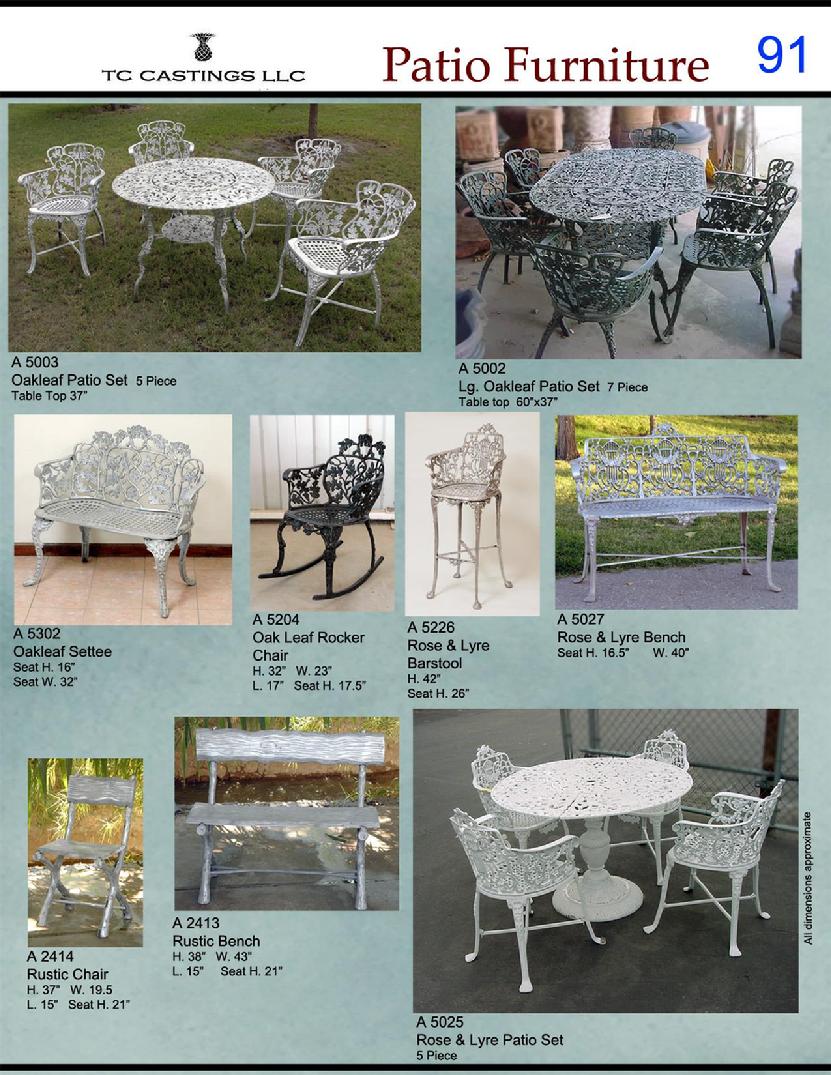 TC CASTINGS LLC
Patio Furniture
91
A 5003
Oakleaf Patio Set 5 Piece
Table Top 37"
A 5002
Lg. Oakleaf Patio Set 7 Piece
Table top 60"x37"
A 5302
Oakleaf Settee
Seat H. 16"
Seat W. 32"
A 5204
Oak Leaf Rocker
Chair
H. 32" W. 23"
L. 17" Seat H. 17.5"
A 5226
Rose & Lyre
Barstool
H. 42"
Seat H. 26"
A 5027
Rose & Lyre Bench
Seat H. 16.5" W. 40"
A 2414
Rustic Chair
H. 37" W. 19.5
L. 15" Seat H. 21"
A 2413
Rustic Bench
H. 38" W. 43"
L. 15" Seat H. 21"
A 5025
Rose & Lyre Patio Set
5 Piece
All dimensions approximate